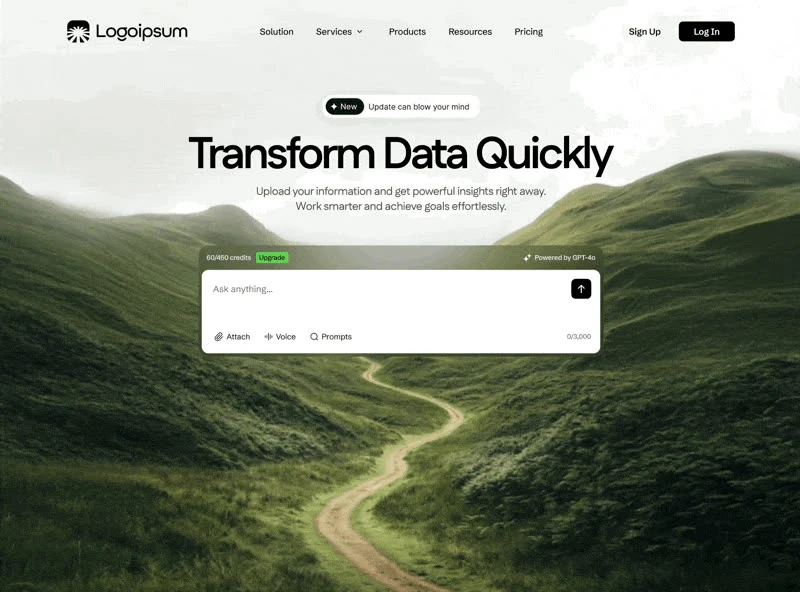 Logoipsum
Solution
Services
Products
Resources
Pricing
Sign Up
Log In
New
Update can blow your mind
Transform Data Quickly
Upload your information and get powerful insights right away.
Work smarter and achieve goals effortlessly.
60/450 credits
Upgrade
Powered by GPT-4o
Ask anything...
Attach
Voice
Prompts
0/3,000